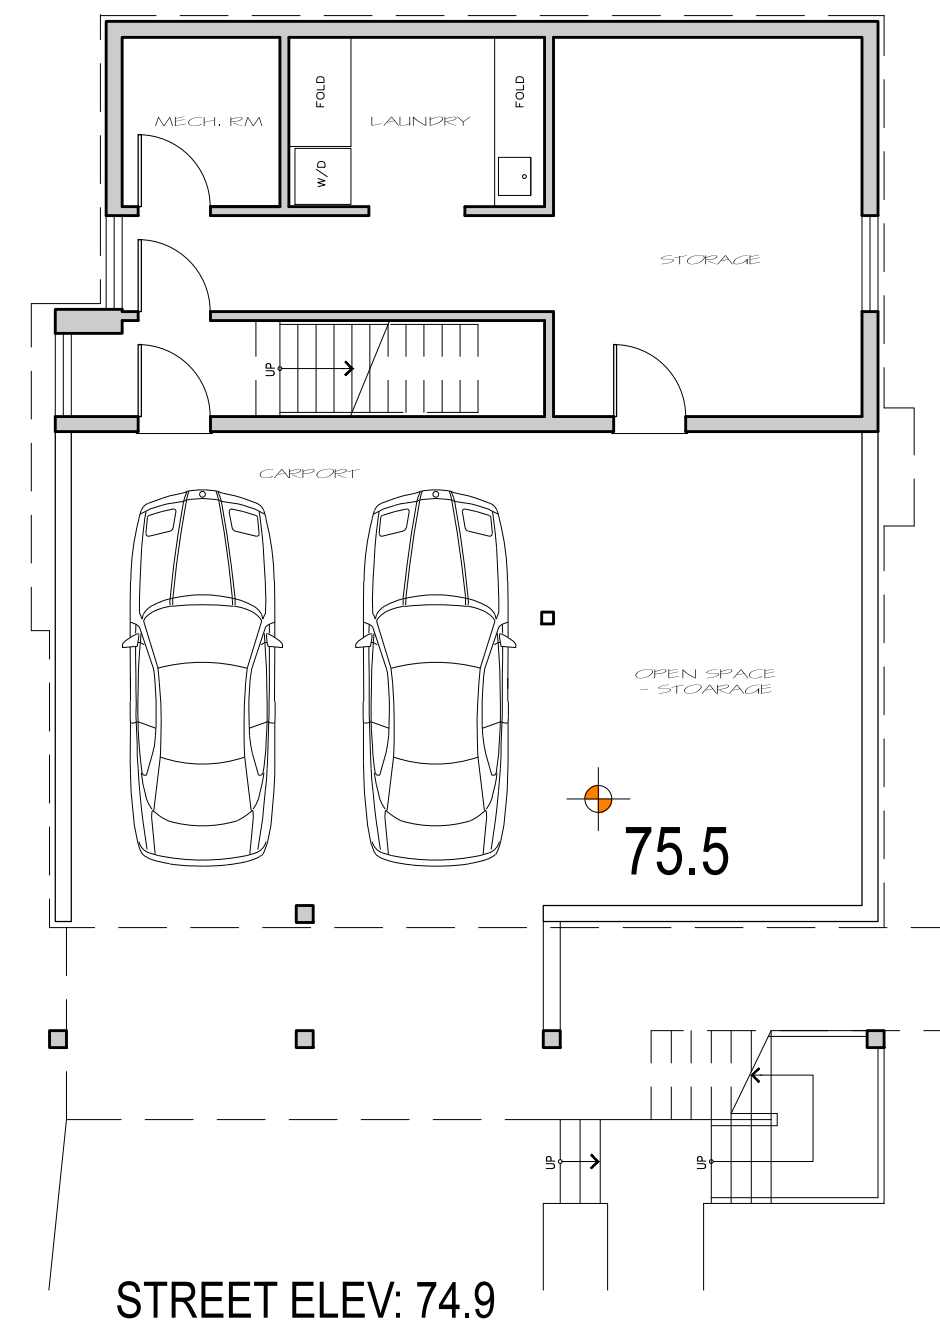 FOLD
FOLD
MECH. RM
LAUNDRY
W/D
STORAGE
UP
CARPORT
OPEN SPACE
- STOARAGE
75.5
UP
UP
STREET ELEV: 74.9